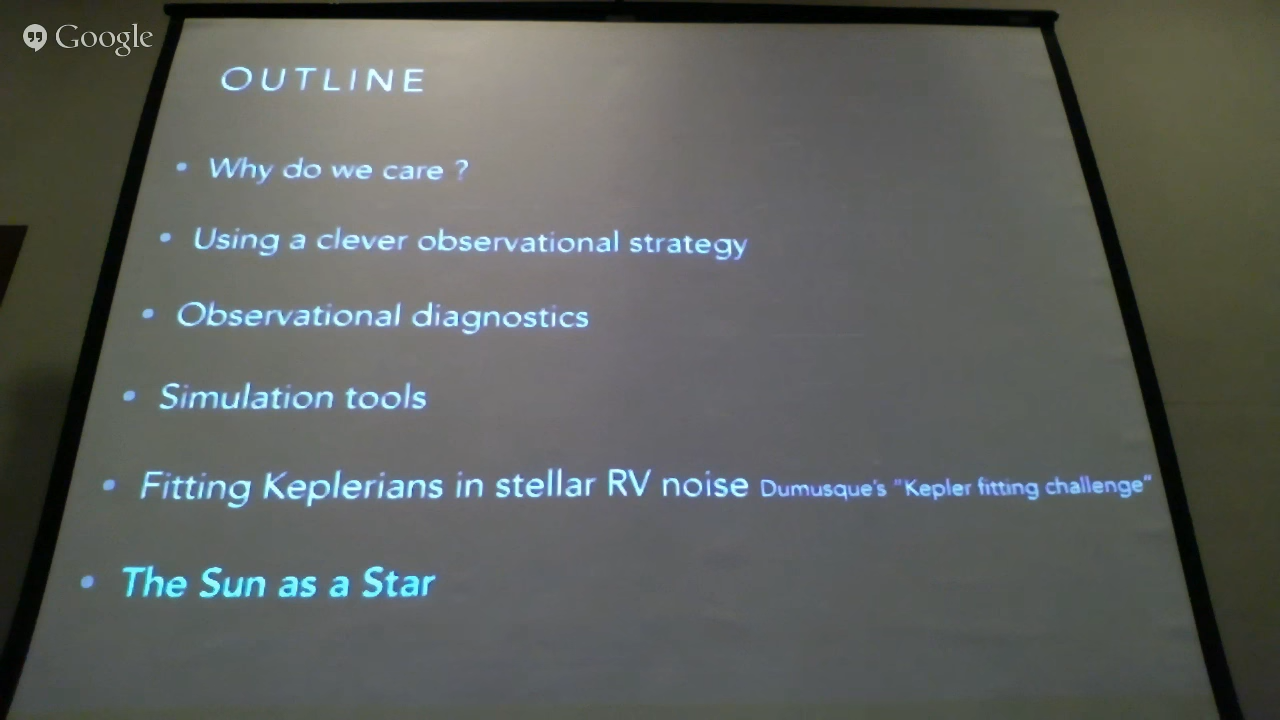 Google
OUTLINE
• Why do we care ?
• Using a clever observational strategy
• Observational diagnostics
• Simulation tools
• Fitting Keplerians in stellar RV noise Dumusque's "Kepler fitting challenge"
• The Sun as a Star